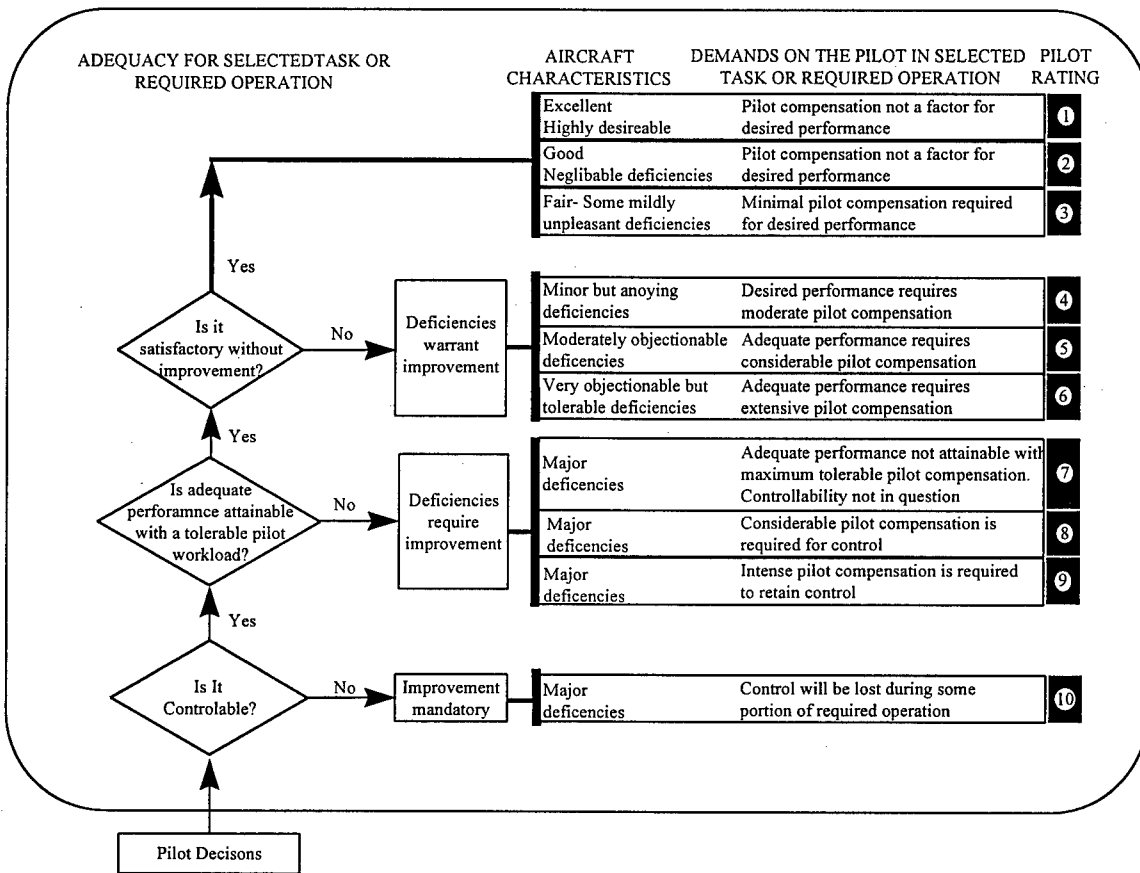 ADEQUACY FOR SELECTEDTASK OR
REQUIRED OPERATION
AIRCRAFT
CHARACTERISTICS
DEMANDS ON THE PILOT IN SELECTED
TASK OR REQUIRED OPERATION
PILOT
RATING
Excellent
Highly desireable
Pilot compensation not a factor for
desired performance
1
Good
Neglibable deficiencies
Pilot compensation not a factor for
desired performance
2
Fair- Some mildly
unpleasant deficiencies
Minimal pilot compensation required
for desired performance
3
Yes
Is it
satisfactory without
improvement?
No
Deficiencies
warrant
improvement
Minor but anoying
deficiencies
Desired performance requires
moderate pilot compensation
4
Moderately objectionable
defcencies
Adequate performance requires
considerable pilot compensation
5
Very objectionable but
tolerable deficiencies
Adequate performance requires
extensive pilot compensation
6
Yes
Is adequate
perforamnce attainable
with a tolerable pilot
workload?
No
Deficiencies
require
improvement
Major
deficencies
Adequate performance not attainable with
maximum tolerable pilot compensation.
Controllability not in question
7
Major
deficencies
Considerable pilot compensation is
required for control
8
Major
deficencies
Intense pilot compensation is required
to retain control
9
Yes
Is It
Controlable?
No
Improvement
mandatory
Major
deficencies
Control will be lost during some
portion of required operation
10
Pilot Decisons